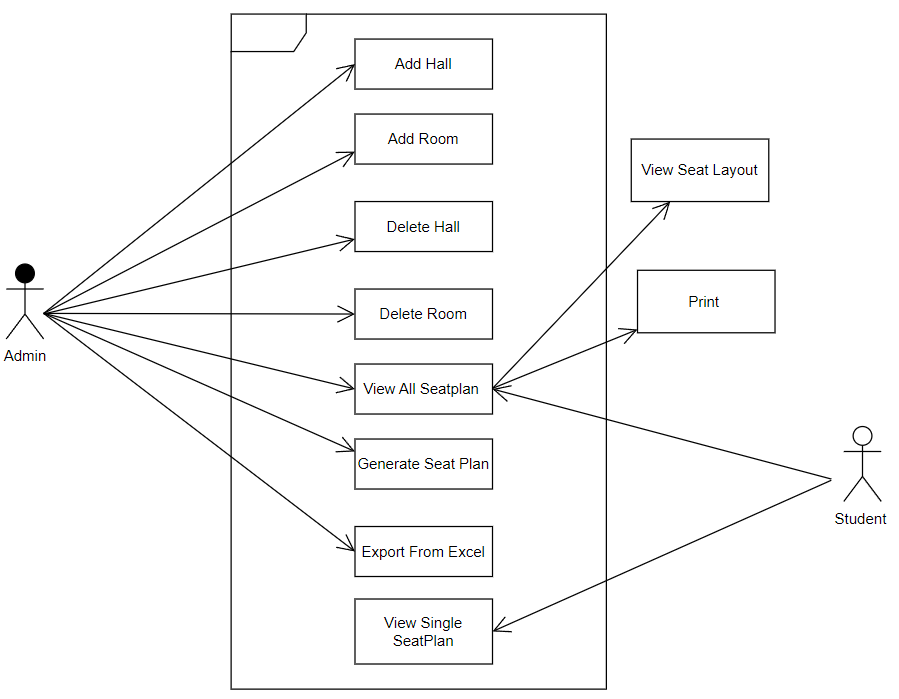 Add Hall
Add Room
View Seat Layout
Delete Hall
Print
Delete Room
Admin
View All Seatplan
Generate Seat Plan
Student
Export From Excel
View Single
SeatPlan